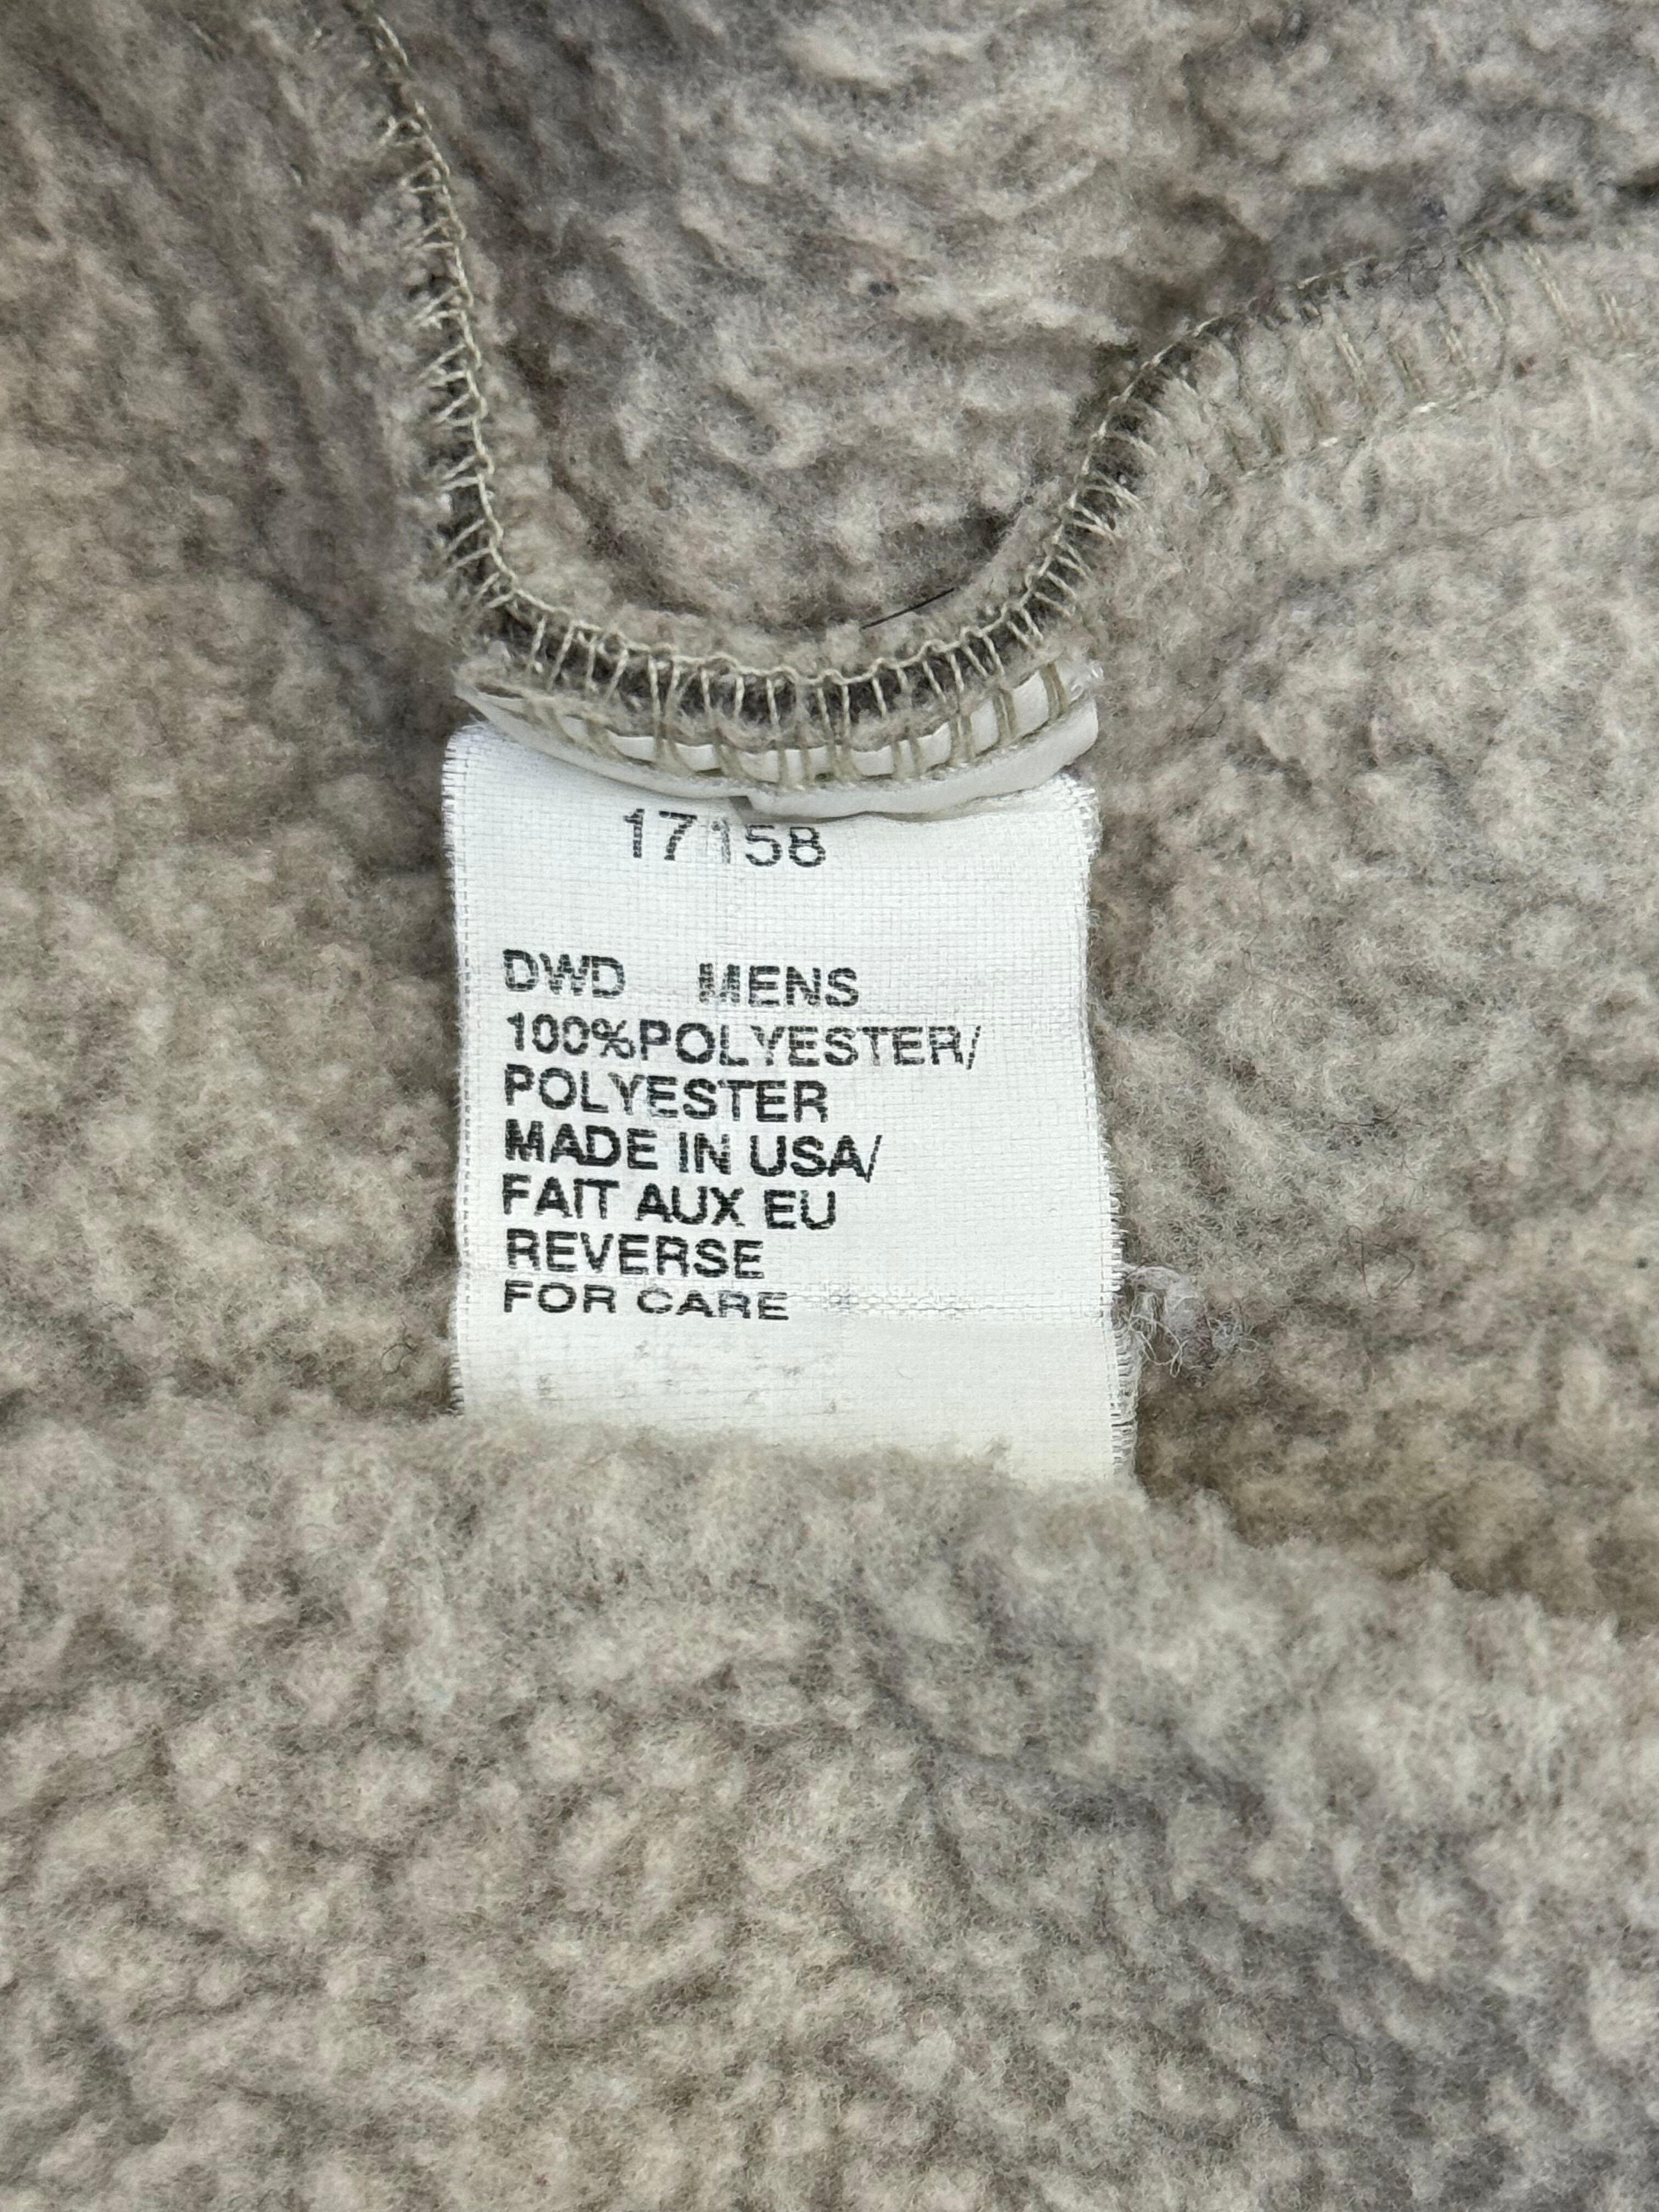 17158
DWD MENS
100%POLYESTER/
POLYESTER
MADE IN USA/
FAIT AUX EU
REVERSE
FOR CARE